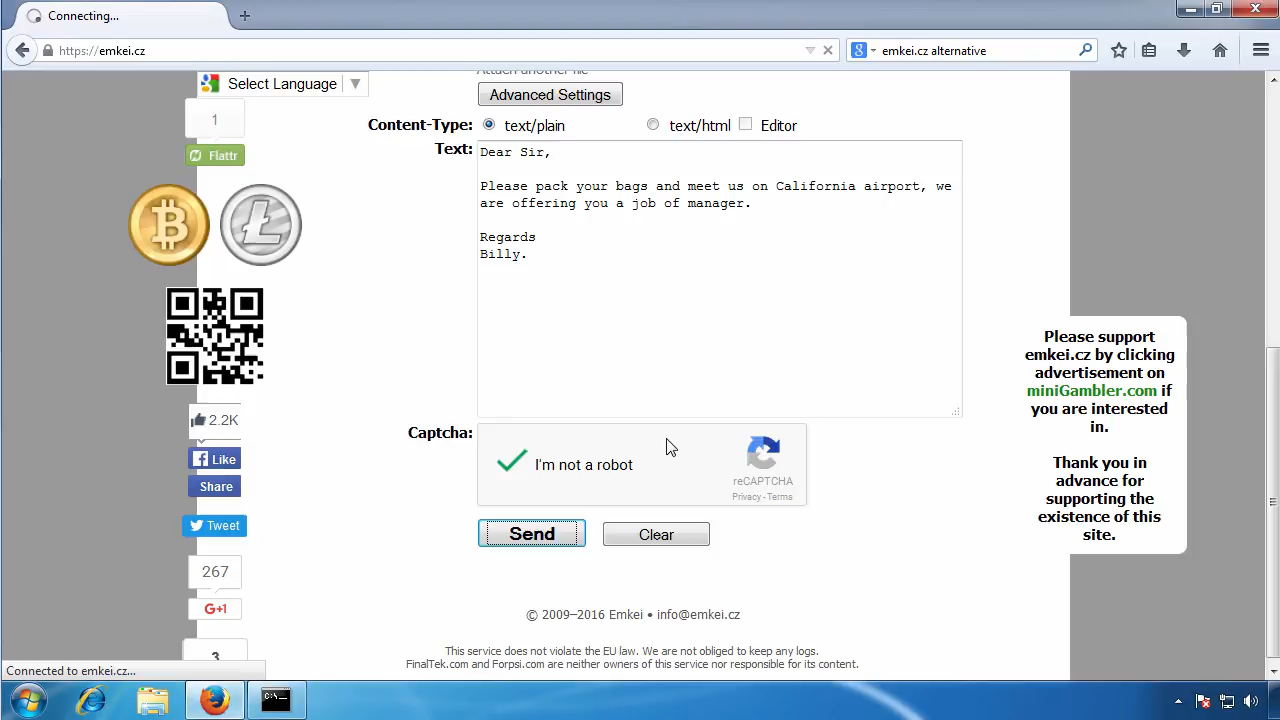 Connecting...
https://emkei.cz
emkei.cz alternative
Select Language
Attach another file
Advanced Settings
1
Content-Type: text/plain text/html Editor
Flattr
Text:
Dear Sir,
Please pack your bags and meet us on California airport, we
are offering you a job of manager.
Regards
Billy.
Please support
emkei.cz by clicking
advertisement on
miniGambler.com if
you are interested
in.
Thank you in
advance for
supporting the
existence of this
site.
2.2K
Like
Share
Tweet
267
G+1
3
Captcha:
I'm not a robot
reCAPTCHA
Privacy - Terms
Send
Clear
© 2009–2016 Emkei • info@emkei.cz
This service does not violate the EU law. We are not obliged to keep any logs.
FinalTek.com and Forpsi.com are neither owners of this service nor responsible for its content.
Connected to emkei.cz...